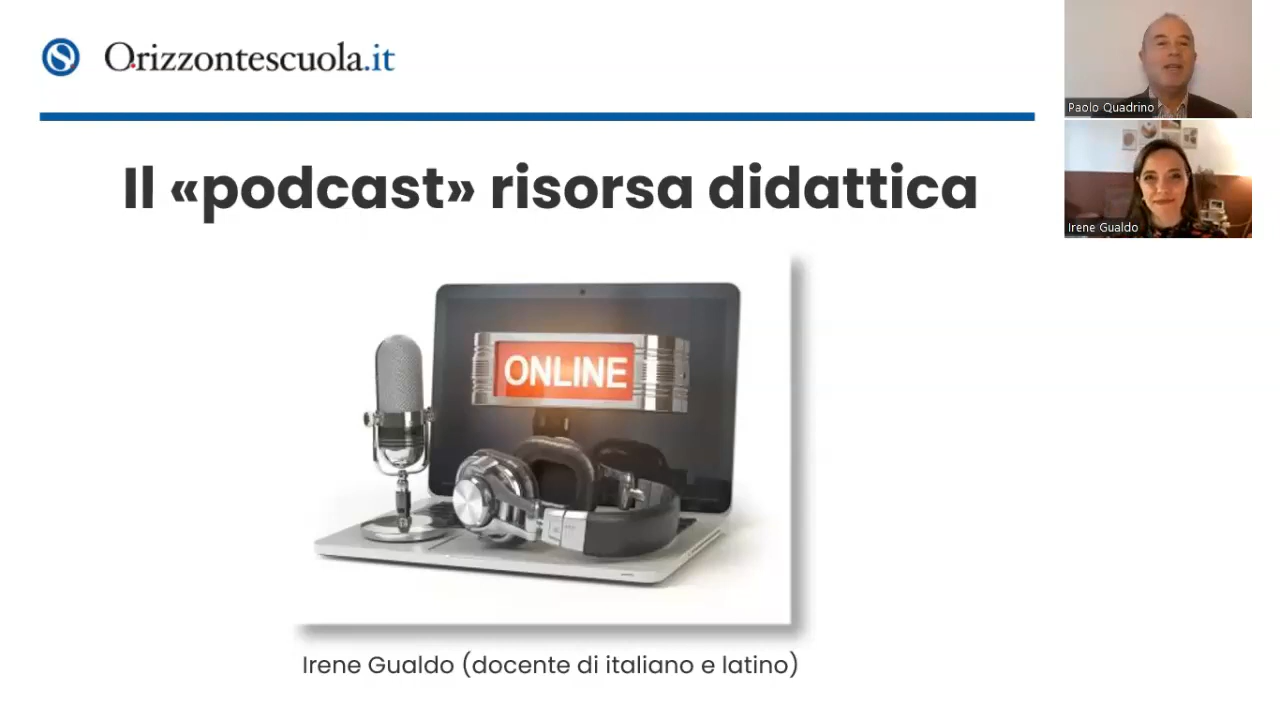 Orizzontescuola.it
Paolo Quadrino
Irene Gualdo
Il «podcast» risorsa didattica
ONLINE
Irene Gualdo (docente di italiano e latino)